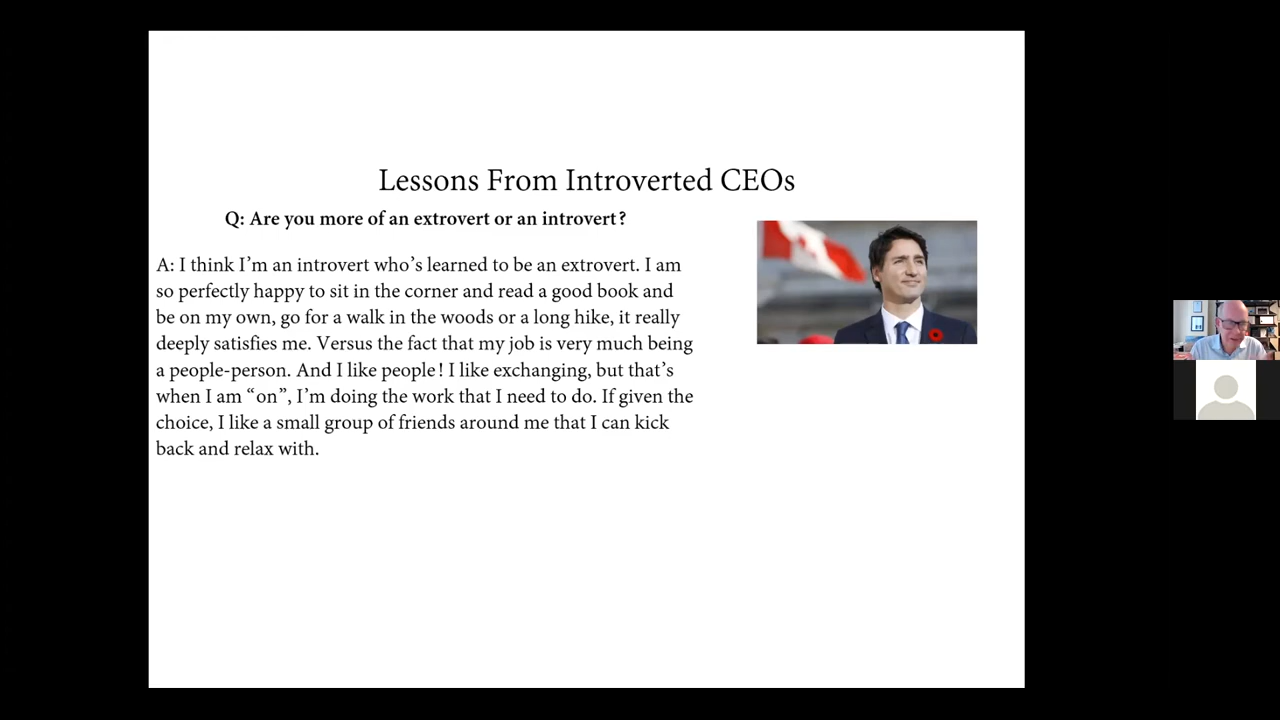 Lessons From Introverted CEOs
Q: Are you more of an extrovert or an introvert?
A: I think I’m an introvert who’s learned to be an extrovert. I am
so perfectly happy to sit in the corner and read a good book and
be on my own, go for a walk in the woods or a long hike, it really
deeply satisfies me. Versus the fact that my job is very much being
a people-person. And I like people! I like exchanging, but that’s
when I am “on”, I’m doing the work that I need to do. If given the
choice, I like a small group of friends around me that I can kick
back and relax with.